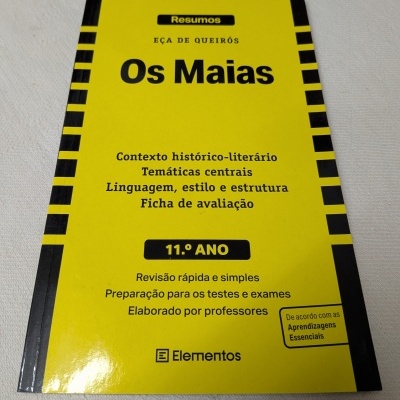 Resumos
EÇA DE QUEIRÓS
Os Maias
Contexto histórico-literário
Temáticas centrais
Linguagem, estilo e estrutura
Ficha de avaliação
11.º ANO
Revisão rápida e simples
Preparação para os testes e exames
Elaborado por professores
De acordo com as
Aprendizagens
Essenciais
E Elementos